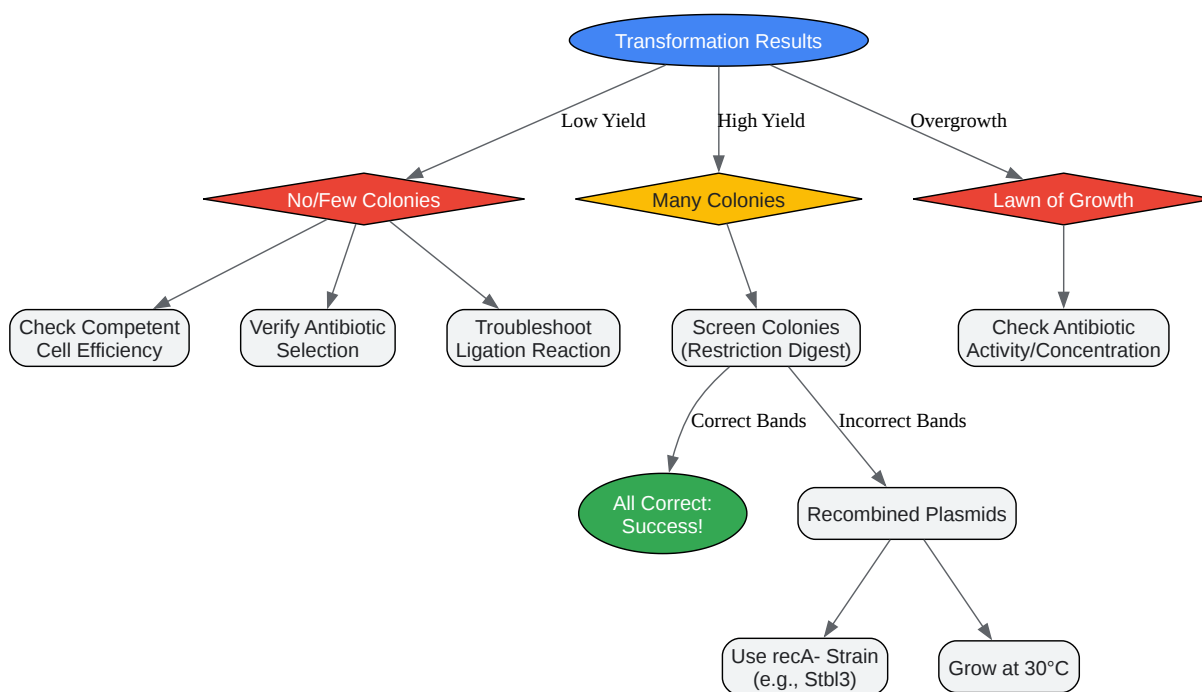 Transformation Results
Low Yield
High Yield
Overgrowth
No/Few Colonies
Many Colonies
Lawn of Growth
Check Competent
Cell Efficiency
Verify Antibiotic
Selection
Troubleshoot
Ligation Reaction
Screen Colonies
(Restriction Digest)
Check Antibiotic
Activity/Concentration
Correct Bands
Incorrect Bands
All Correct:
Success!
Recombined Plasmids
Use recA- Strain
(e.g., Stbl3)
Grow at 30°C